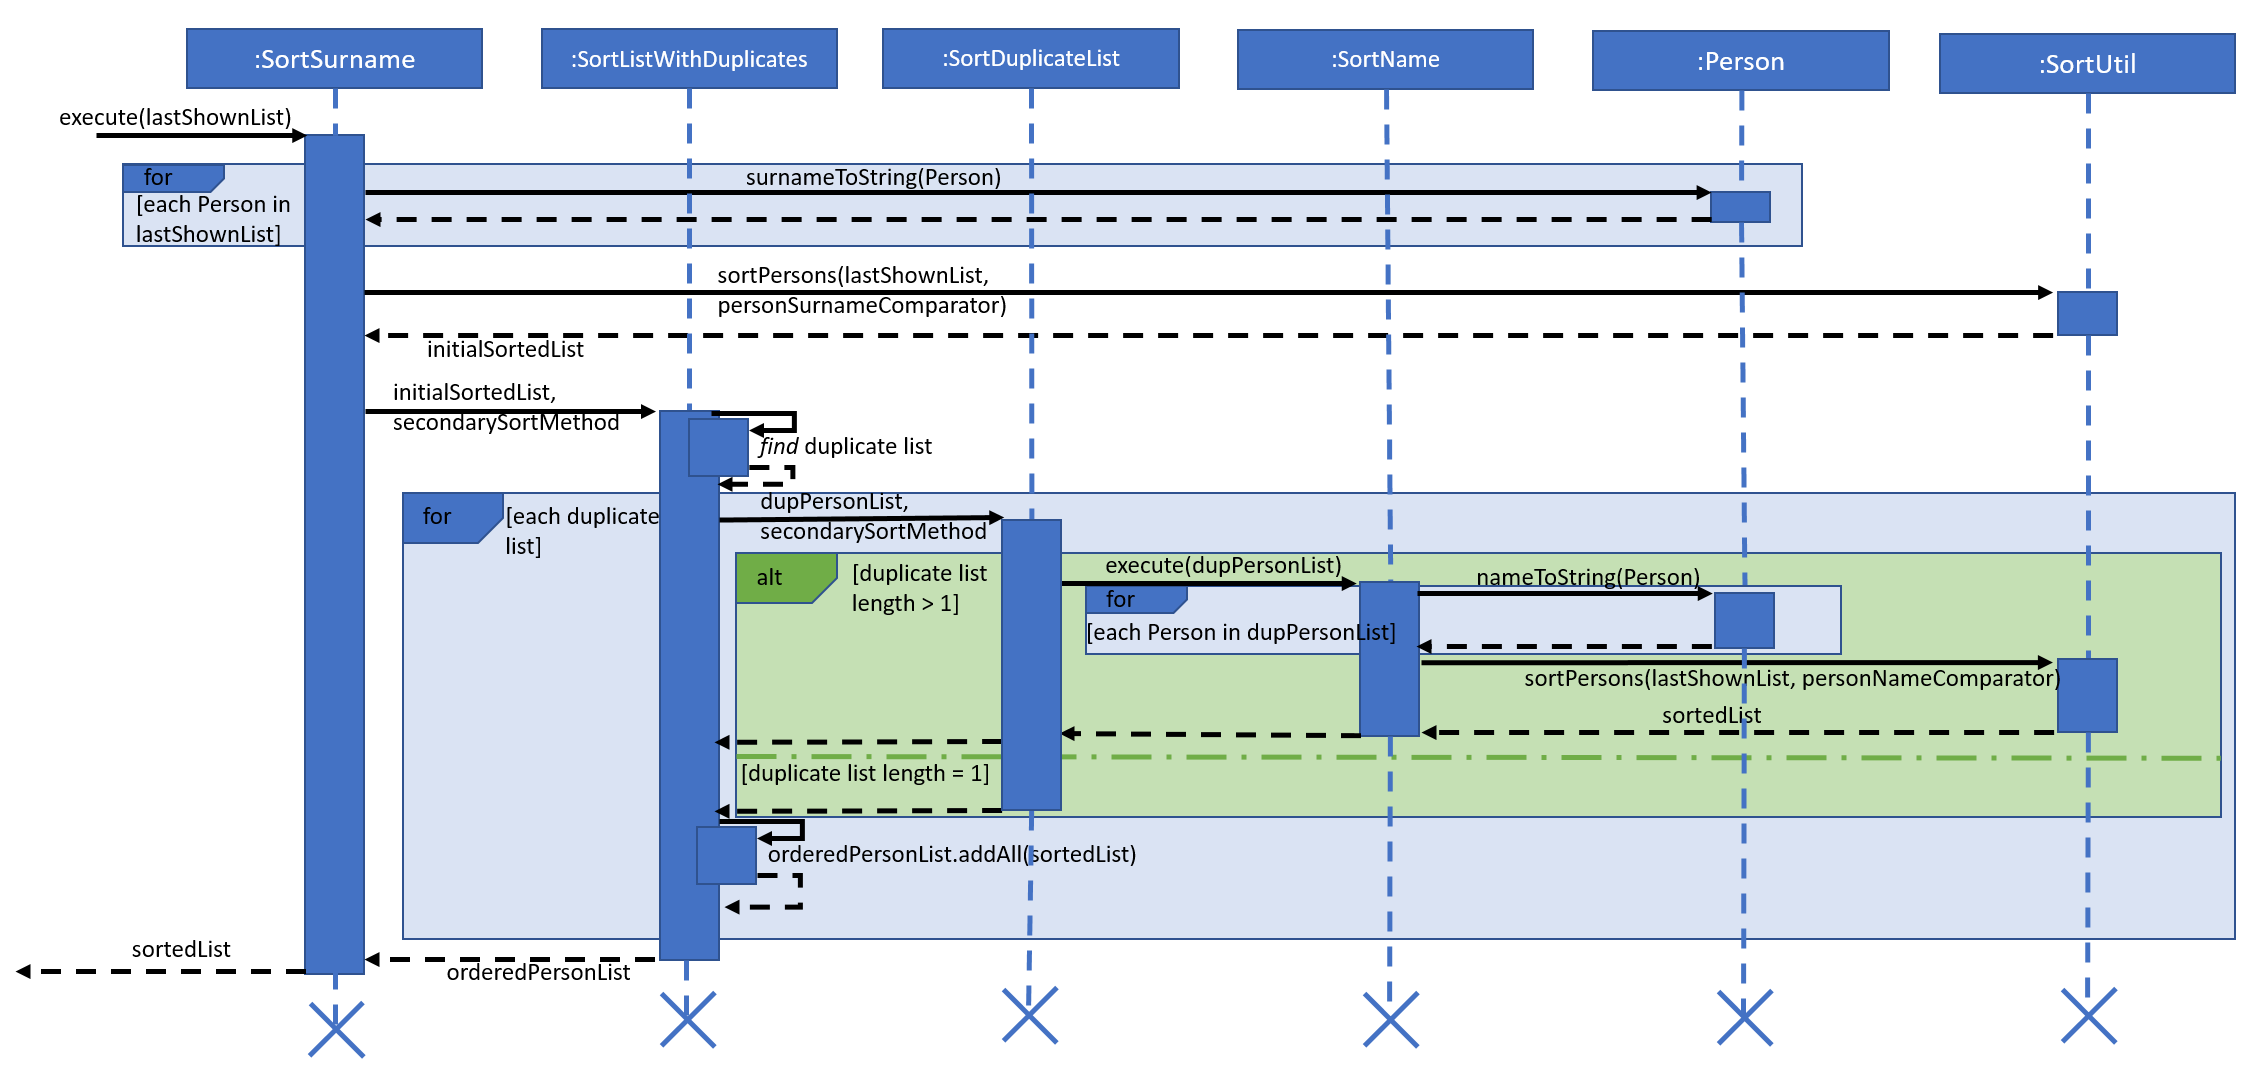 :SortSurname
:SortListWithDuplicates
:SortDuplicateList
:SortName
:Person
:SortUtil
execute(lastShownList)
for
[each Person in
lastShownList]
surnameToString(Person)
sortPersons(lastShownList,
personSurnameComparator)
initialSortedList
initialSortedList,
secondarySortMethod
find duplicate list
for
[each duplicate
list]
dupPersonList,
secondarySortMethod
alt
[duplicate list
length > 1]
execute(dupPersonList)
for
[each Person in dupPersonList]
nameToString(Person)
sortPersons(lastShownList, personNameComparator)
sortedList
[duplicate list length = 1]
orderedPersonList.addAll(sortedList)
sortedList
orderedPersonList